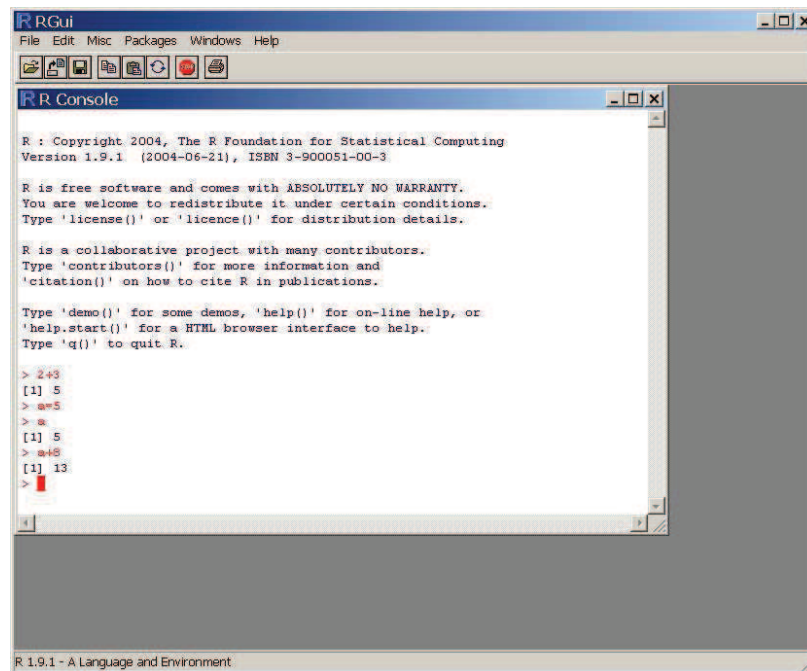 R RGui
File Edit Misc Packages Windows Help
STOP
R R Console
R : Copyright 2004, The R Foundation for Statistical Computing
Version 1.9.1 (2004-06-21), ISBN 3-900051-00-3
R is free software and comes with ABSOLUTELY NO WARRANTY.
You are welcome to redistribute it under certain conditions.
Type 'license()' or 'licence()' for distribution details.
R is a collaborative project with many contributors.
Type 'contributors()' for more information and
'citation()' on how to cite R in publications.
Type 'demo()' for some demos, 'help()' for on-line help, or
'help.start()' for a HTML browser interface to help.
Type 'q()' to quit R.
> 2+3
[1] 5
> a=5
> a
[1] 5
> a+8
[1] 13
>
R 1.9.1 - A Language and Environment